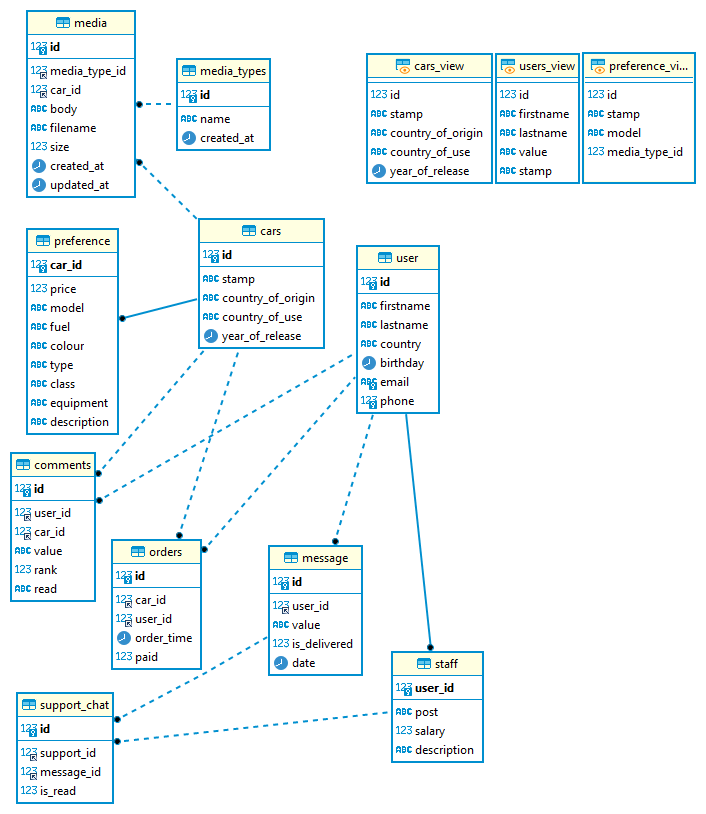 media
123 id
123 media_type_id
123 car_id
ABC body
ABC filename
123 size
created_at
updated_at
media_types
123 id
ABC name
created_at
cars_view
123 id
ABC stamp
ABC country_of_origin
ABC country_of_use
year_of_release
users_view
123 id
ABC firstname
ABC lastname
ABC value
ABC stamp
preference_vi...
123 id
ABC stamp
ABC model
123 media_type_id
preference
123 car_id
123 price
ABC model
ABC fuel
ABC colour
ABC type
ABC class
ABC equipment
ABC description
cars
123 id
ABC stamp
ABC country_of_origin
ABC country_of_use
year_of_release
user
123 id
ABC firstname
ABC lastname
ABC country
birthday
ABC email
123 phone
comments
123 id
123 user_id
123 car_id
ABC value
123 rank
ABC read
orders
123 id
123 car_id
123 user_id
order_time
123 paid
message
123 id
123 user_id
ABC value
123 is_delivered
date
staff
123 user_id
ABC post
123 salary
ABC description
support_chat
123 id
123 support_id
123 message_id
123 is_read